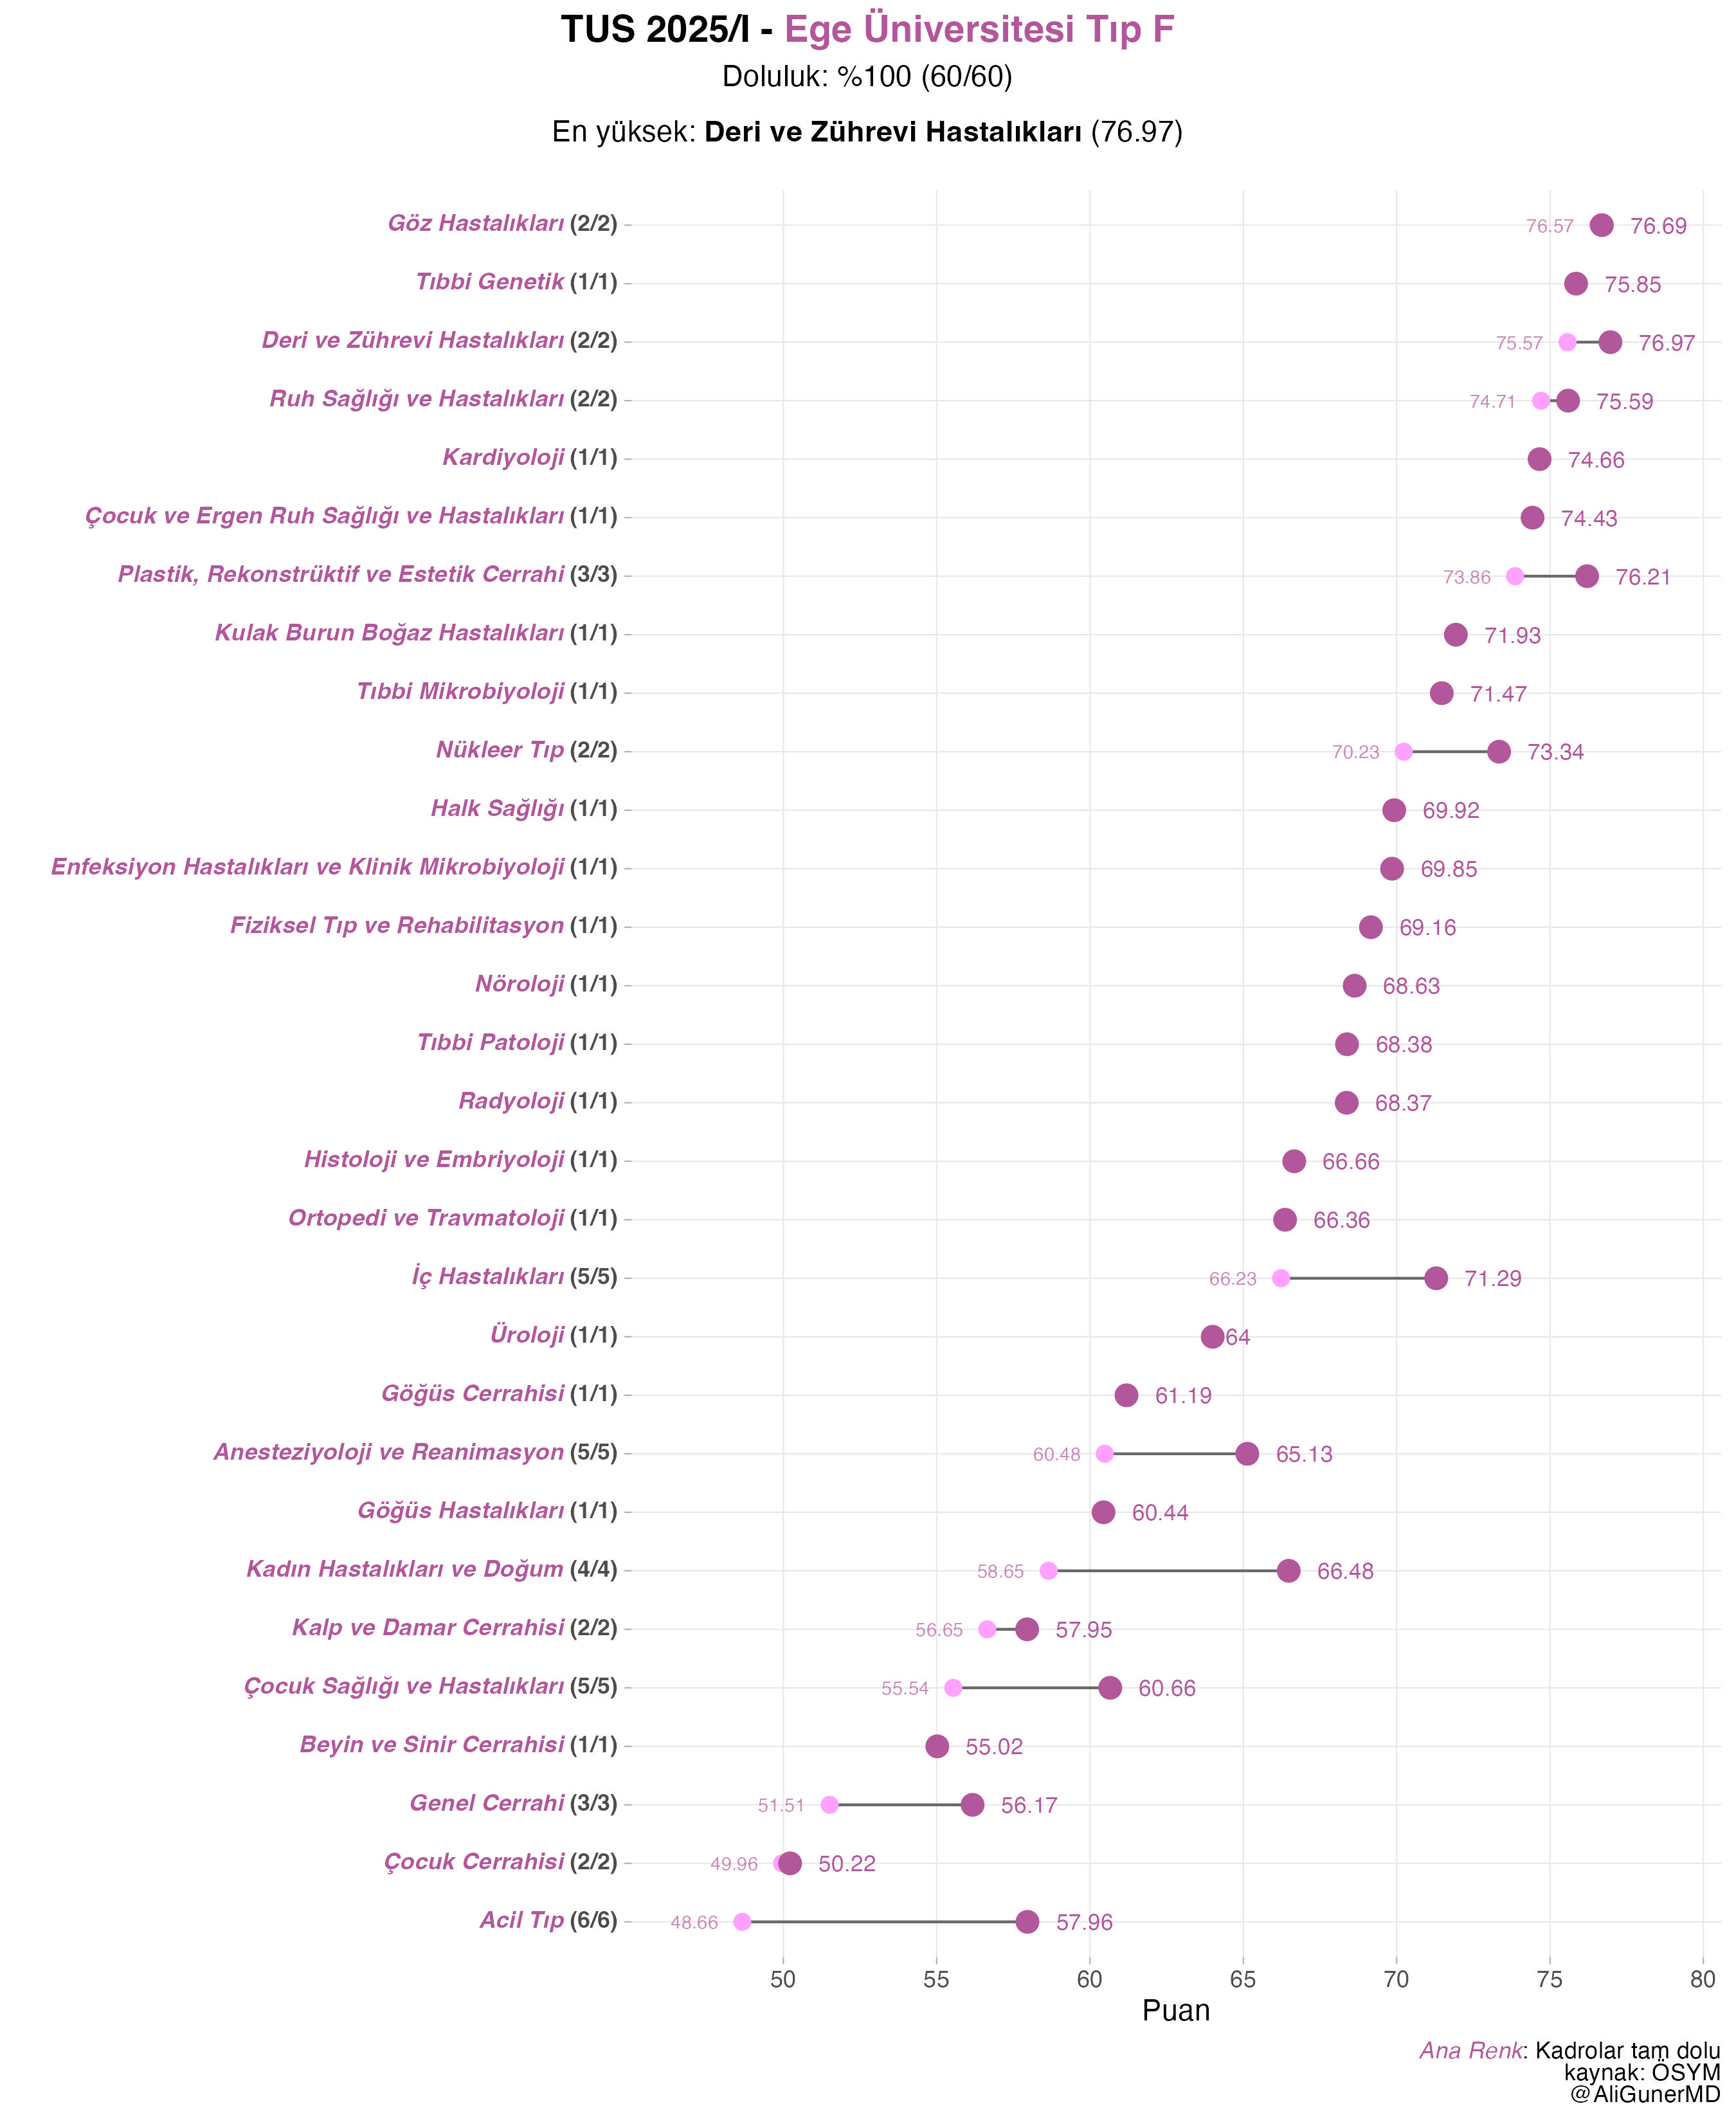 TUS 2025/I - Ege Üniversitesi Tıp F
Doluluk: %100 (60/60)
En yüksek: Deri ve Zührevi Hastalıkları (76.97)
Göz Hastalıkları (2/2) 76.57 76.69
Tıbbi Genetik (1/1) 75.85
Deri ve Zührevi Hastalıkları (2/2) 75.57 76.97
Ruh Sağlığı ve Hastalıkları (2/2) 74.71 75.59
Kardiyoloji (1/1) 74.66
Çocuk ve Ergen Ruh Sağlığı ve Hastalıkları (1/1) 74.43
Plastik, Rekonstrüktif ve Estetik Cerrahi (3/3) 73.86 76.21
Kulak Burun Boğaz Hastalıkları (1/1) 71.93
Tıbbi Mikrobiyoloji (1/1) 71.47
Nükleer Tıp (2/2) 70.23 73.34
Halk Sağlığı (1/1) 69.92
Enfeksiyon Hastalıkları ve Klinik Mikrobiyoloji (1/1) 69.85
Fiziksel Tıp ve Rehabilitasyon (1/1) 69.16
Nöroloji (1/1) 68.63
Tıbbi Patoloji (1/1) 68.38
Radyoloji (1/1) 68.37
Histoloji ve Embriyoloji (1/1) 66.66
Ortopedi ve Travmatoloji (1/1) 66.36
İç Hastalıkları (5/5) 66.23 71.29
Üroloji (1/1) 64
Göğüs Cerrahisi (1/1) 61.19
Anesteziyoloji ve Reanimasyon (5/5) 60.48 65.13
Göğüs Hastalıkları (1/1) 60.44
Kadın Hastalıkları ve Doğum (4/4) 58.65 66.48
Kalp ve Damar Cerrahisi (2/2) 56.65 57.95
Çocuk Sağlığı ve Hastalıkları (5/5) 55.54 60.66
Beyin ve Sinir Cerrahisi (1/1) 55.02
Genel Cerrahi (3/3) 51.51 56.17
Çocuk Cerrahisi (2/2) 49.96 50.22
Acil Tıp (6/6) 48.66 57.96
50 55 60 65 70 75 80
Puan
Ana Renk: Kadrolar tam dolu
kaynak: ÖSYM
@AliGunerMD